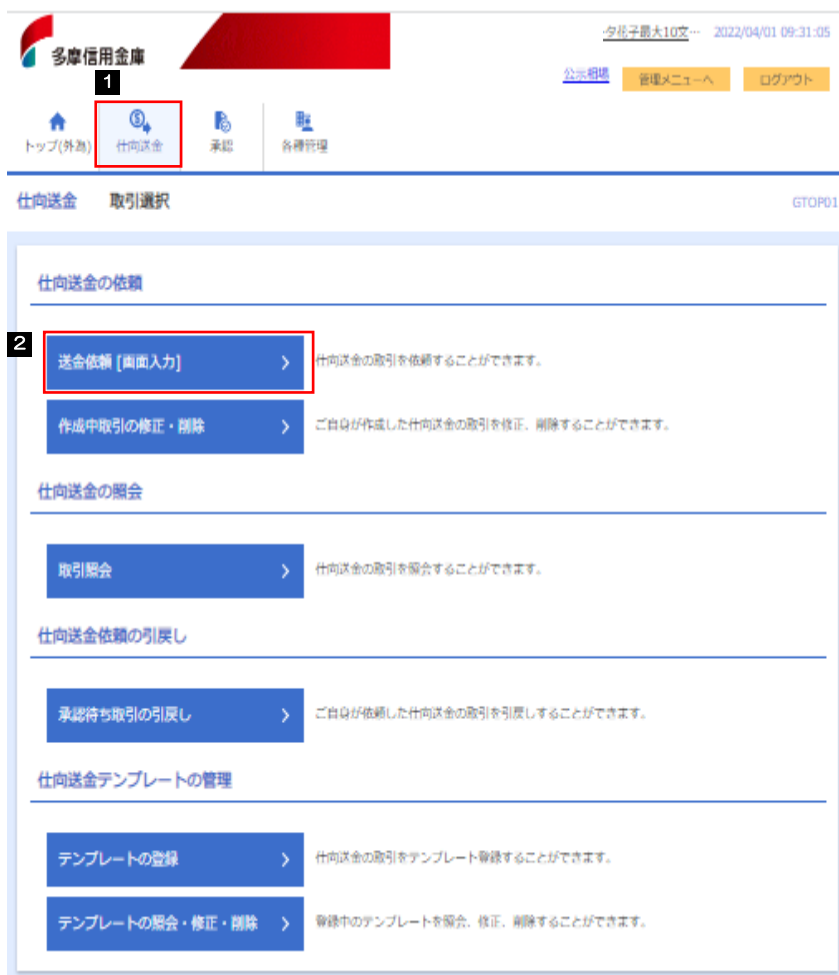 多摩信用金庫
夕花子最大10文… 2022/04/01 09:31:05
公示相場 管理メニューへ ログアウト
1
トップ(外為) 仕向送金 承認 各種管理
仕向送金 取引選択 GTOP01
仕向送金の依頼
2
送金依頼 [画面入力] 仕向送金の取引を依頼することができます。
作成中取引の修正・削除 ご自身が作成した仕向送金の取引を修正、削除することができます。
仕向送金の照会
取引照会 仕向送金の取引を照会することができます。
仕向送金依頼の引戻し
承認待ち取引の引戻し ご自身が依頼した仕向送金の取引を引戻しすることができます。
仕向送金テンプレートの管理
テンプレートの登録 仕向送金の取引をテンプレート登録することができます。
テンプレートの照会・修正・削除 登録中のテンプレートを照会、修正、削除することができます。